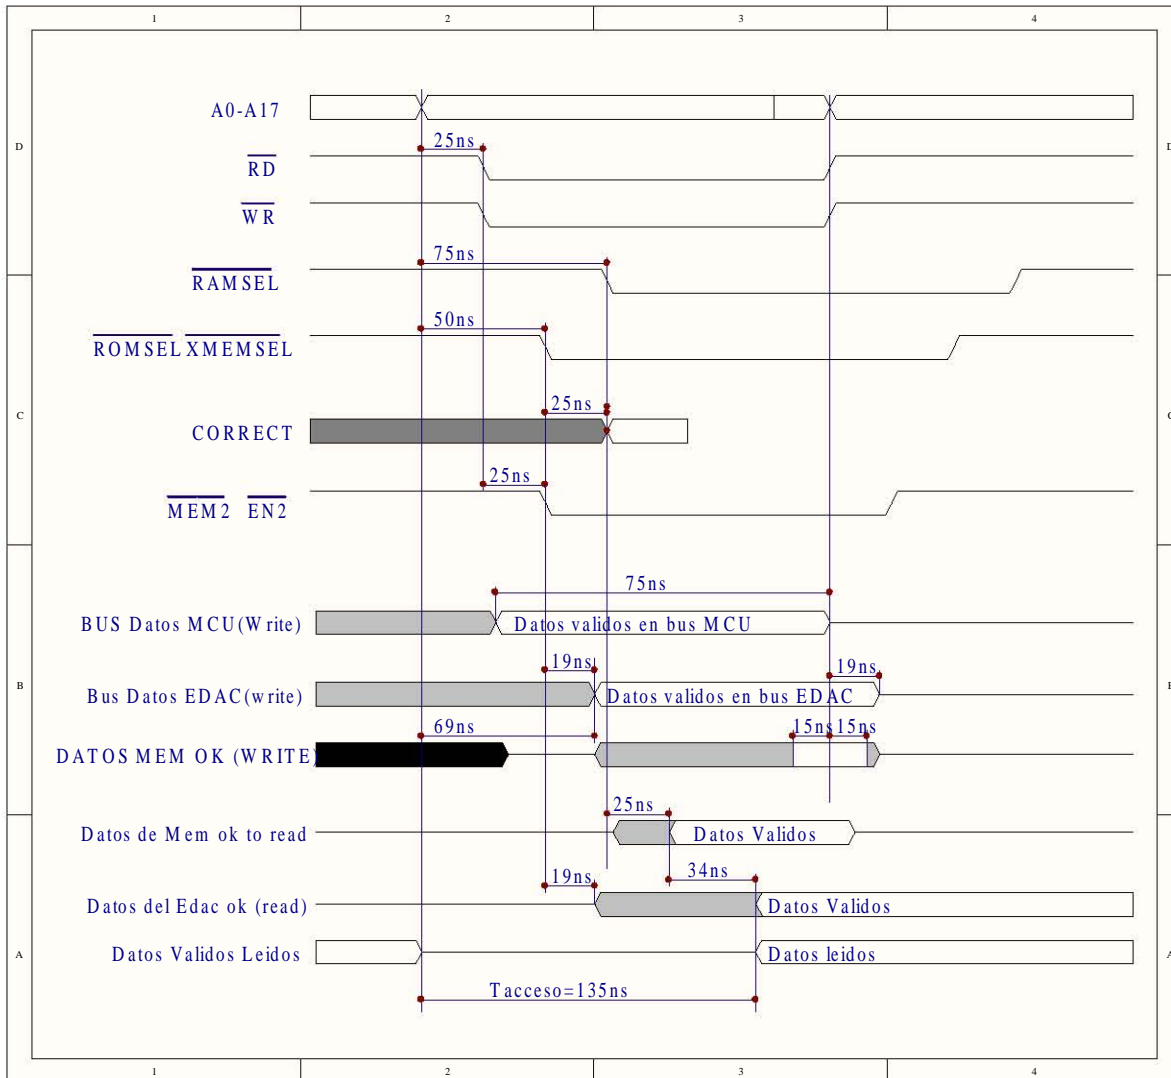 1 2 3 4
A0-A17
D D
25ns
RD
WR
75ns
RAMSEL
50ns
ROMSEL XMEMSEL
25ns
C C
CORRECT
25ns
MEM2 EN2
75ns
BUS Datos MCU(Write) Datos validos en bus MCU
19ns 19ns
B B
Bus Datos EDAC(write) Datos validos en bus EDAC
69ns 15ns 15ns
DATOS MEM OK (WRITE)
25ns
Datos de Mem ok to read Datos Validos
19ns 34ns
Datos del Edac ok (read) Datos Validos
A Datos Validos Leidos Datos leidos A
Tacceso=135ns
1 2 3 4